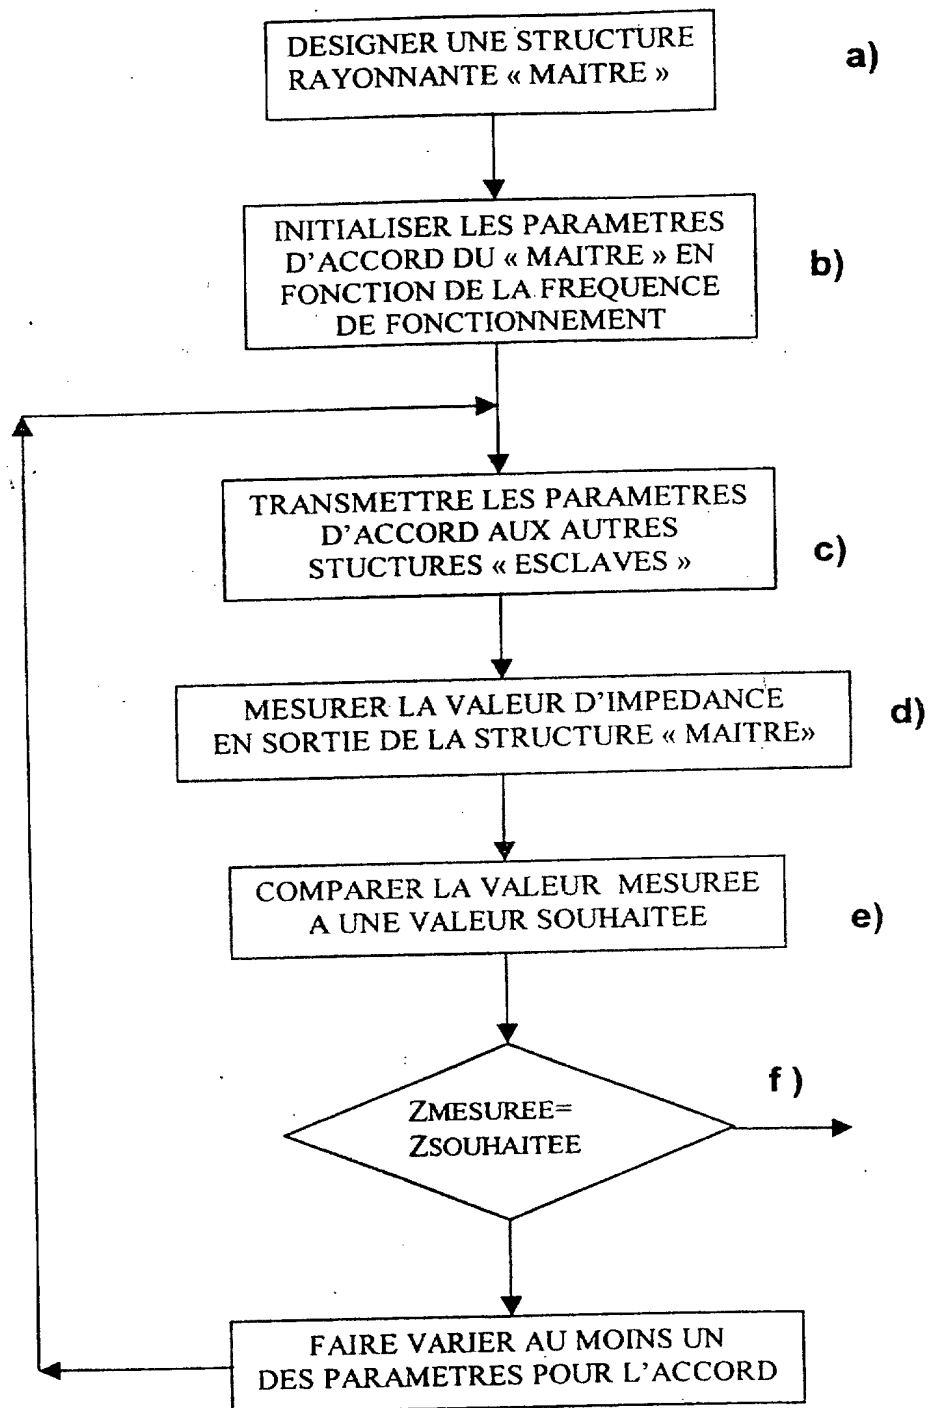 DESIGNER UNE STRUCTURE
RAYONNANTE « MAITRE »
a)
INITIALISER LES PARAMETRES
D'ACCORD DU « MAITRE » EN
FONCTION DE LA FREQUENCE
DE FONCTIONNEMENT
b)
TRANSMETTRE LES PARAMETRES
D'ACCORD AUX AUTRES
STUCTURES « ESCLAVES »
c)
MESURER LA VALEUR D'IMPEDANCE
EN SORTIE DE LA STRUCTURE « MAITRE»
d)
COMPARER LA VALEUR MESUREE
A UNE VALEUR SOUHAITEE
e)
f )
ZMESUREE=
ZSOUHAITEE
FAIRE VARIER AU MOINS UN
DES PARAMETRES POUR L'ACCORD